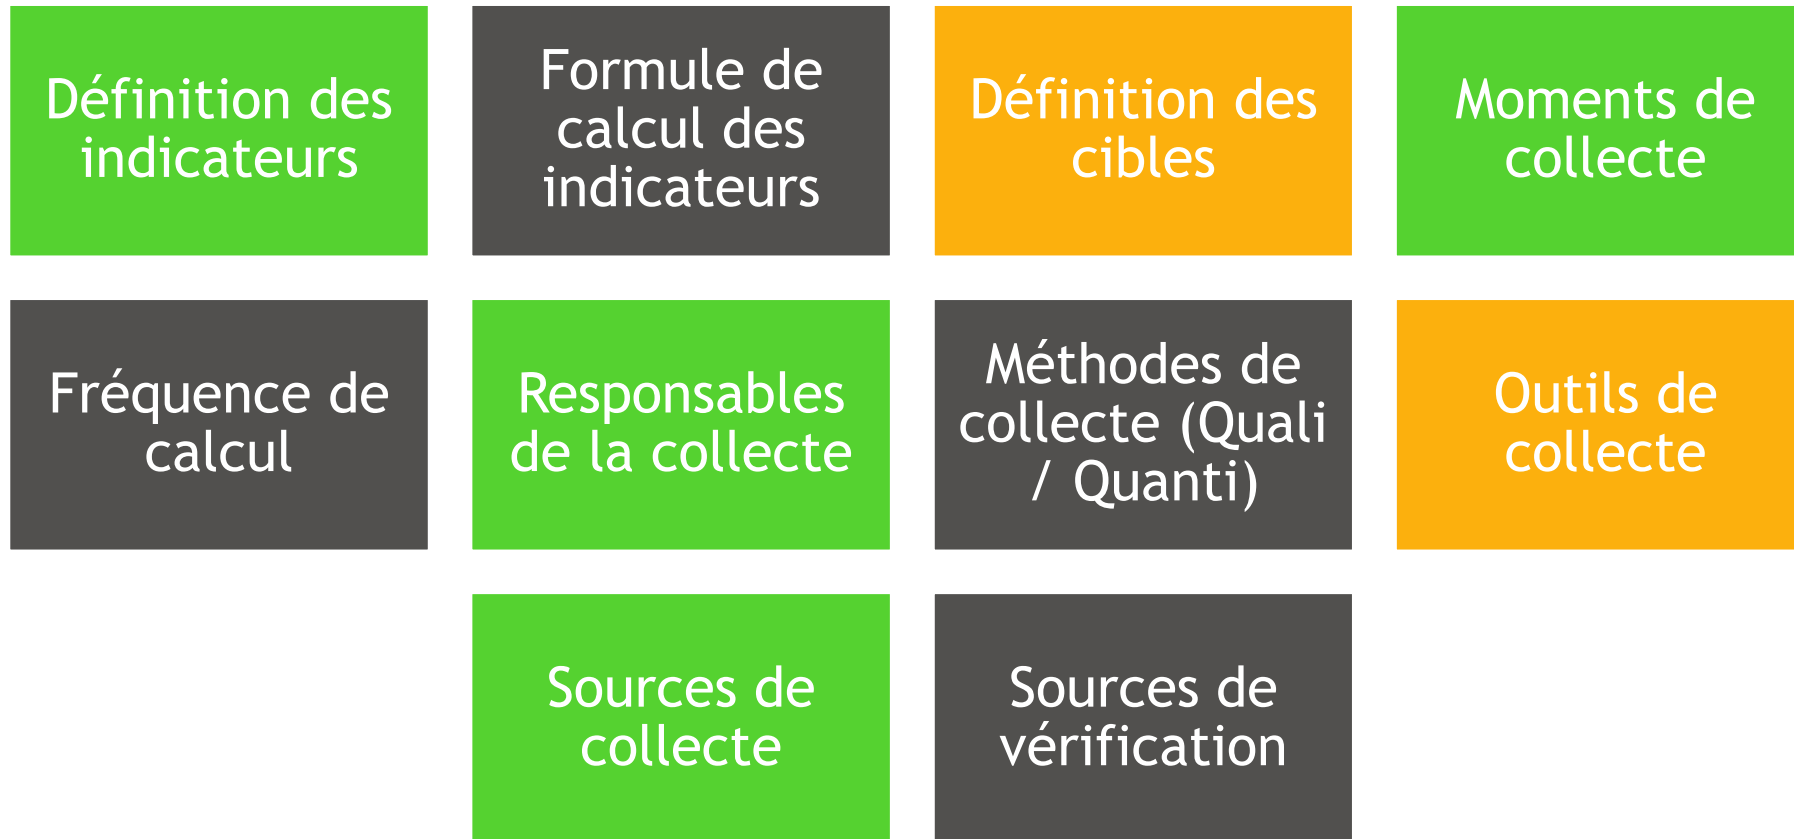 Définition des
indicateurs
Formule de
calcul des
indicateurs
Définition des
cibles
Moments de
collecte
Fréquence de
calcul
Responsables
de la collecte
Méthodes de
collecte (Quali
/ Quanti)
Outils de
collecte
Sources de
collecte
Sources de
vérification